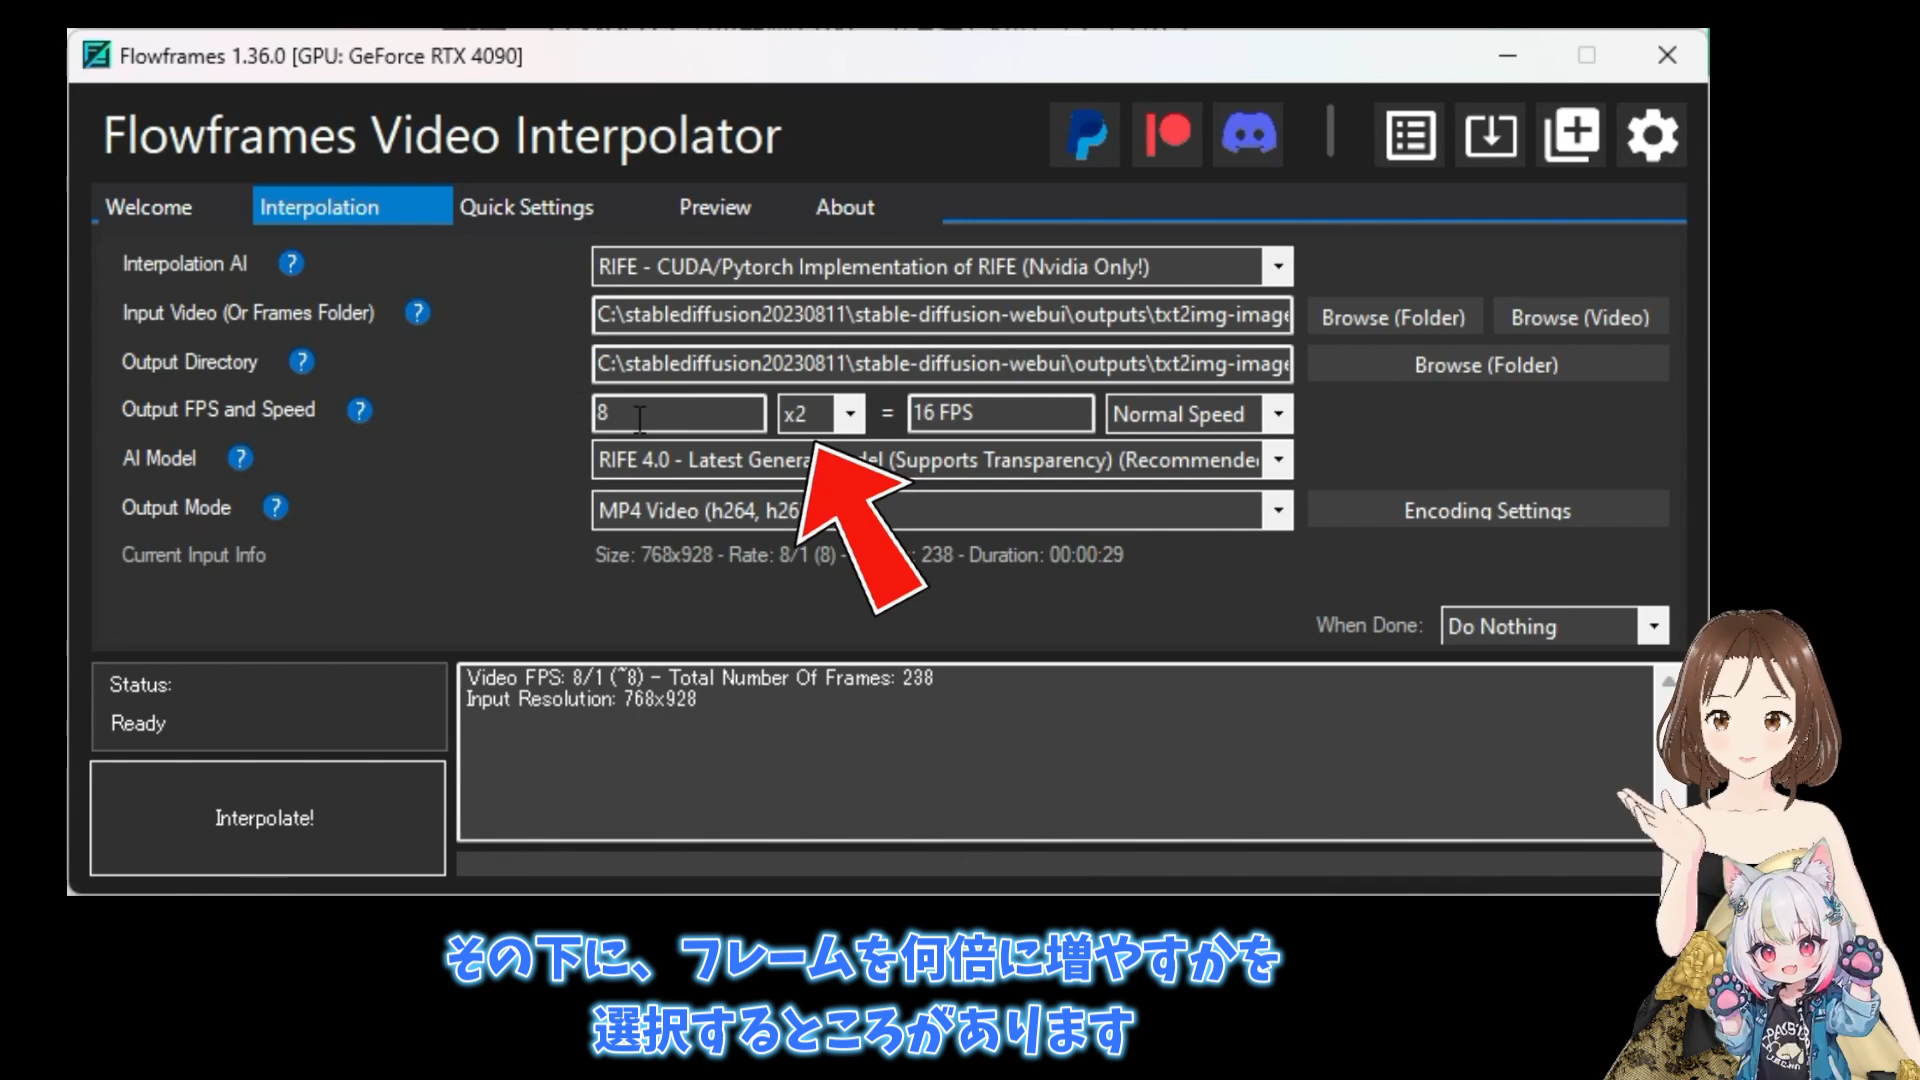 Flowframes 1.36.0 [GPU: GeForce RTX 4090]
Flowframes Video Interpolator
Welcome Interpolation Quick Settings Preview About
Interpolation AI ? RIFE - CUDA/Pytorch Implementation of RIFE (Nvidia Only!)
Input Video (Or Frames Folder) ? C:\stablediffusion20230811\stable-diffusion-webui\outputs\txt2img-image Browse (Folder) Browse (Video)
Output Directory ? C:\stablediffusion20230811\stable-diffusion-webui\outputs\txt2img-image Browse (Folder)
Output FPS and Speed ? 8 x2 = 16 FPS Normal Speed
AI Model ? RIFE 4.0 - Latest (Supports Transparency)
Output Mode ? MP4 Video (h264, Encoding Settings
Current Input Info Size: 768x928 - Rate: 8/1 (8) - 238 - Duration: 00:00:29
When Done: Do Nothing
Status:
Ready
Video FPS: 8/1 (~8) - Total Number Of Frames: 238
Input Resolution: 768x928
Interpolate!
その下に、フレームを何倍に増やすかを
選択するところがあります